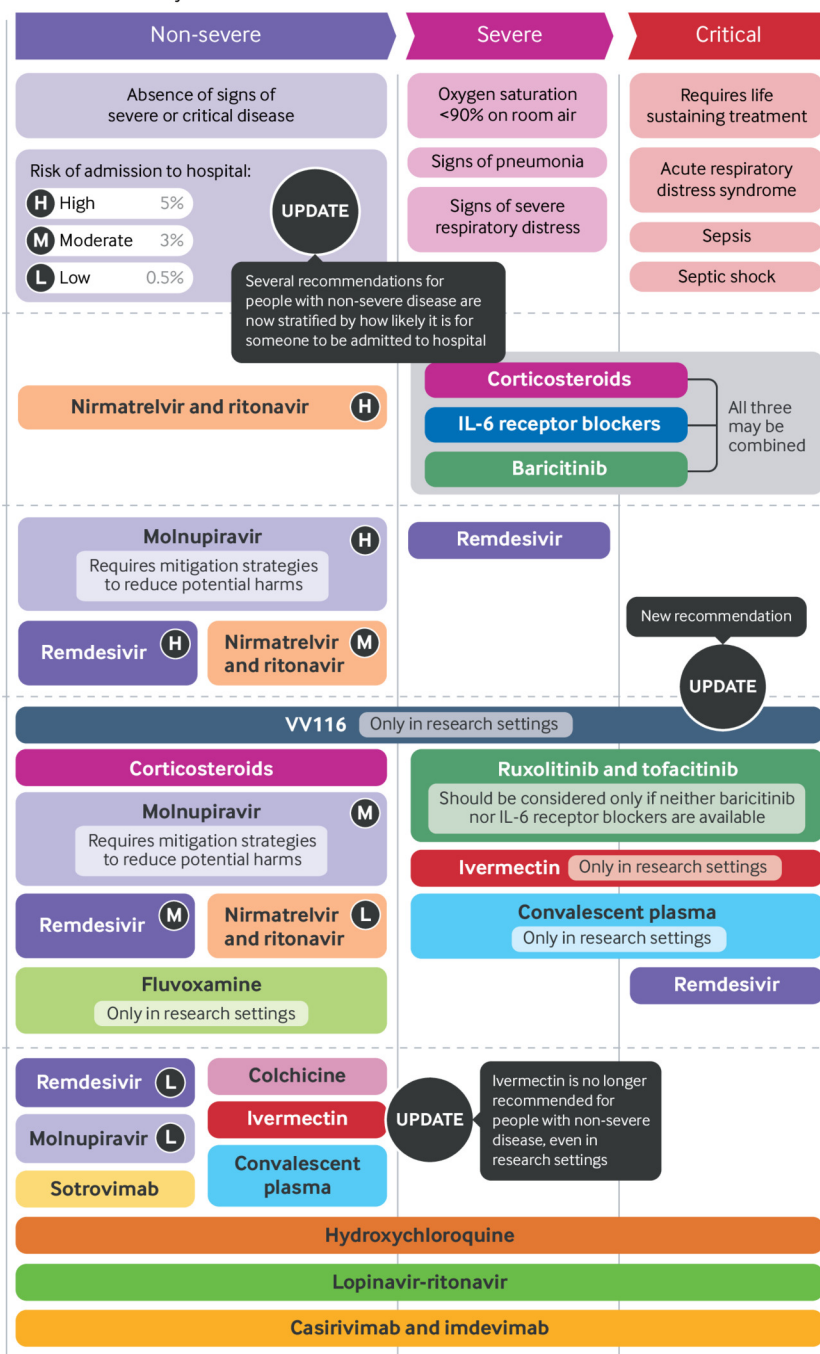 Non-severe
Severe
Critical
Absence of signs of
severe or critical disease
Oxygen saturation
<90% on room air
Requires life
sustaining treatment
Risk of admission to hospital:
H High 5%
M Moderate 3%
L Low 0.5%
UPDATE
Several recommendations for
people with non-severe disease are
now stratified by how likely it is for
someone to be admitted to hospital
Signs of pneumonia
Signs of severe
respiratory distress
Acute respiratory
distress syndrome
Sepsis
Septic shock
Nirmatrelvir and ritonavir H
Corticosteroids
IL-6 receptor blockers
Baricitinib
All three
may be
combined
Molnupiravir H
Requires mitigation strategies
to reduce potential harms
Remdesivir
Remdesivir H
Nirmatrelvir M
and ritonavir
New recommendation
UPDATE
VV116 Only in research settings
Corticosteroids
Ruxolitinib and tofacitinib
Should be considered only if neither baricitinib
nor IL-6 receptor blockers are available
Molnupiravir M
Requires mitigation strategies
to reduce potential harms
Ivermectin Only in research settings
Remdesivir M
Nirmatrelvir L
and ritonavir
Convalescent plasma
Only in research settings
Fluvoxamine
Only in research settings
Remdesivir
Remdesivir L
Colchicine
Molnupiravir L
Ivermectin
UPDATE
Ivermectin is no longer
recommended for
people with non-severe
disease, even in
research settings
Sotrovimab
Convalescent
plasma
Hydroxychloroquine
Lopinavir-ritonavir
Casirivimab and imdevimab